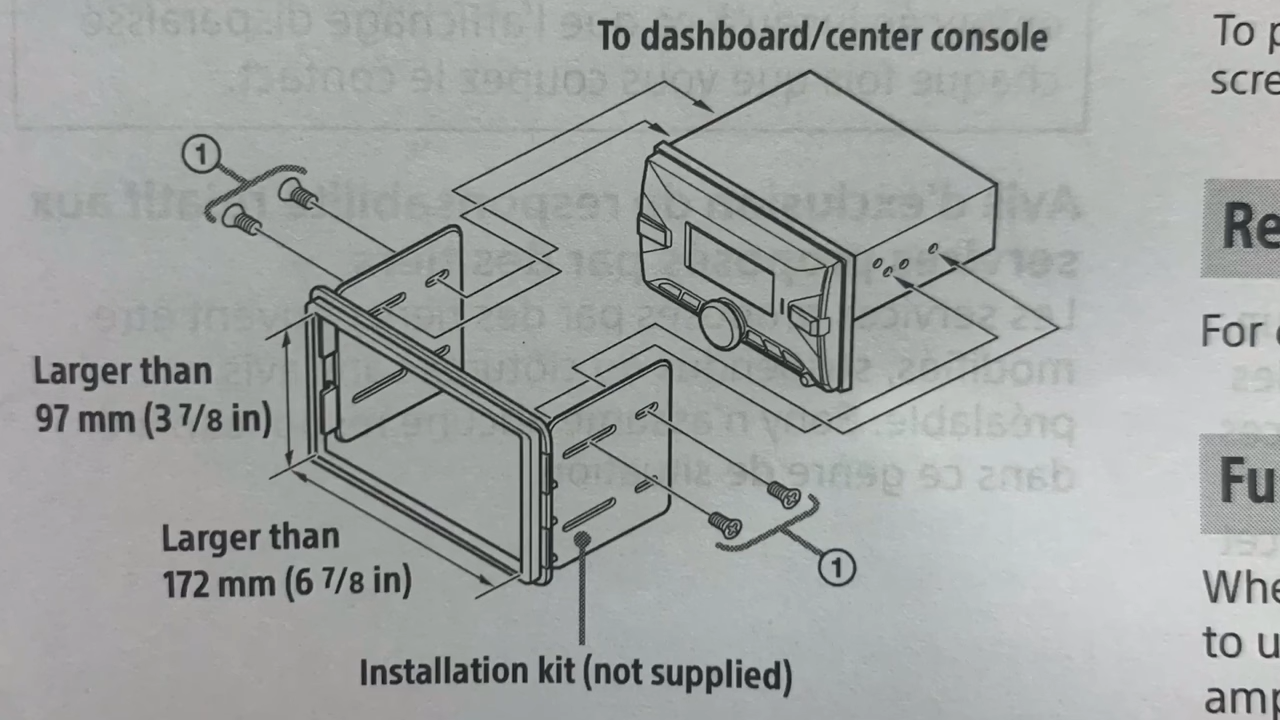 To dashboard/center console
1
Larger than
97 mm (3 7/8 in)
Larger than
172 mm (6 7/8 in)
1
Installation kit (not supplied)
To
scre
Re
For
Fu
Whe
to u
amp